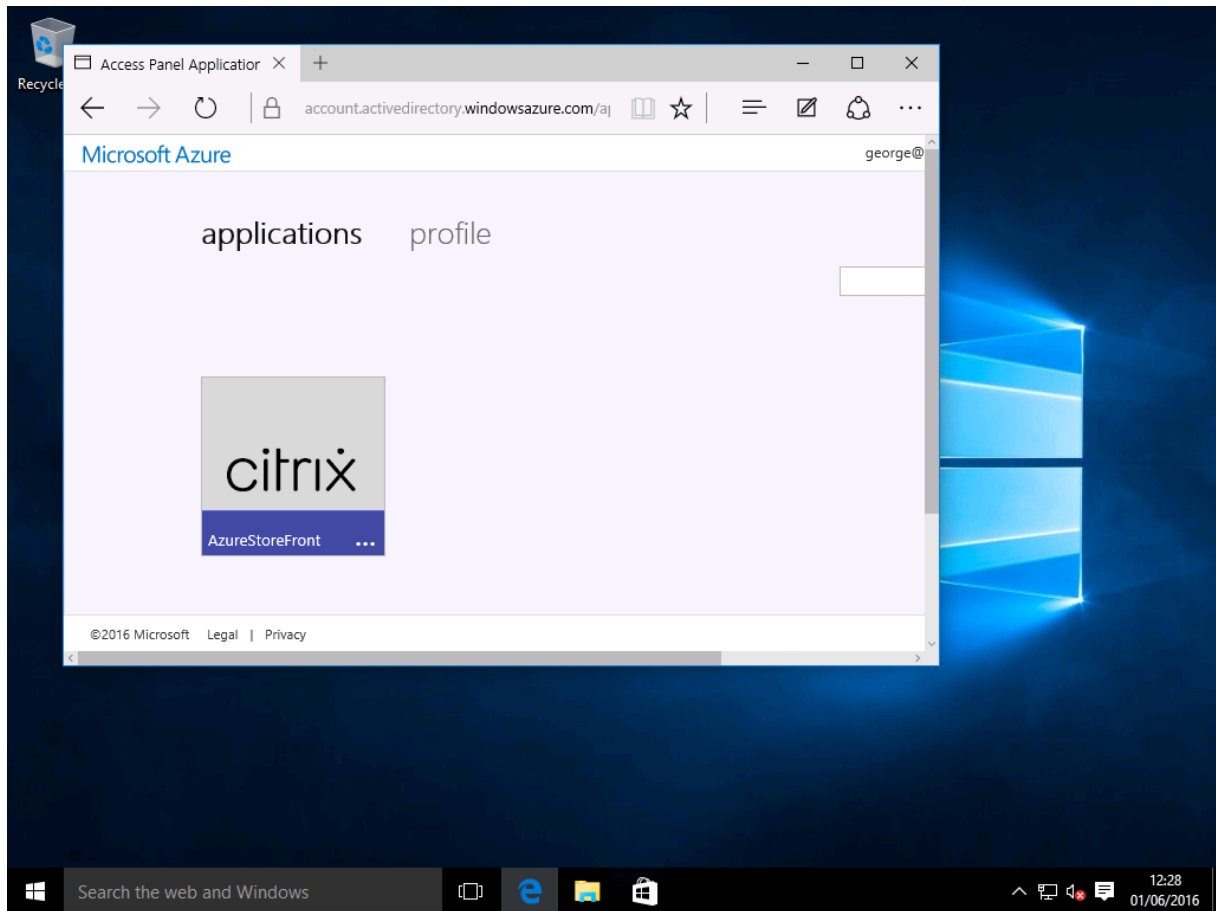 Recycle
Access Panel Application
account.activedirectory.windowsazure.com/a
Microsoft Azure
george@
applications profile
citrix
AzureStoreFront ...
©2016 Microsoft Legal | Privacy
Search the web and Windows
12:28
01/06/2016